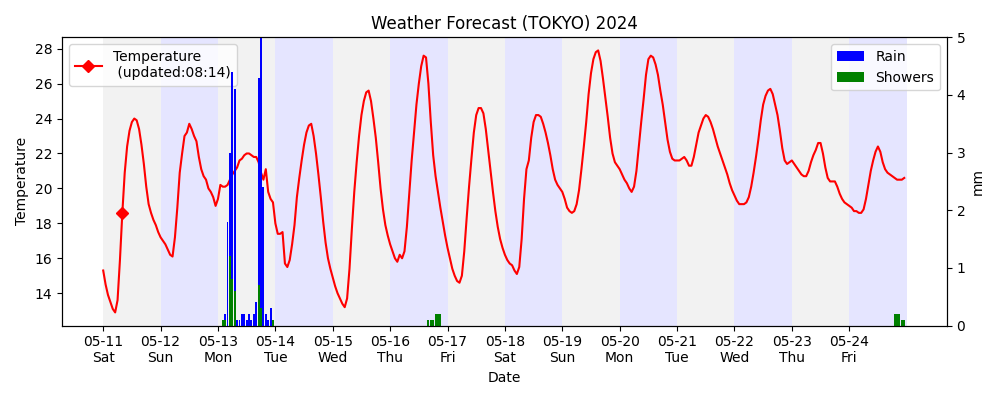 Weather Forecast (TOKYO) 2024
Temperature
(updated:08:14)
Rain
Showers
28
26
24
22
20
18
16
14
Temperature
5
4
3
2
1
0
mm
05-11 05-12 05-13 05-14 05-15 05-16 05-17 05-18 05-19 05-20 05-21 05-22 05-23 05-24
Sat Sun Mon Tue Wed Thu Fri Sat Sun Mon Tue Wed Thu Fri
Date